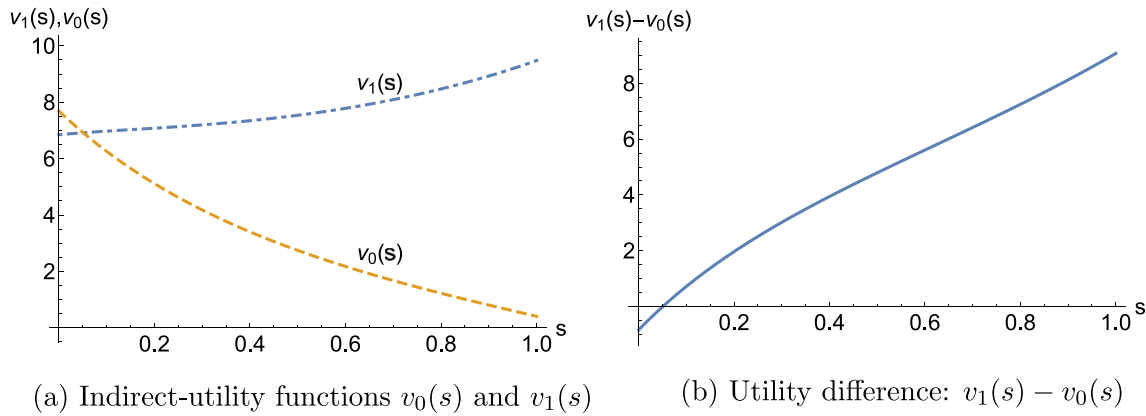 v₁(s),v₀(s)
10
8
6
4
2
v₁(s)
v₀(s)
0.2 0.4 0.6 0.8 1.0
s
(a) Indirect-utility functions v₀(s) and v₁(s)
v₁(s)−v₀(s)
8
6
4
2
0.2 0.4 0.6 0.8 1.0
s
(b) Utility difference: v₁(s) − v₀(s)